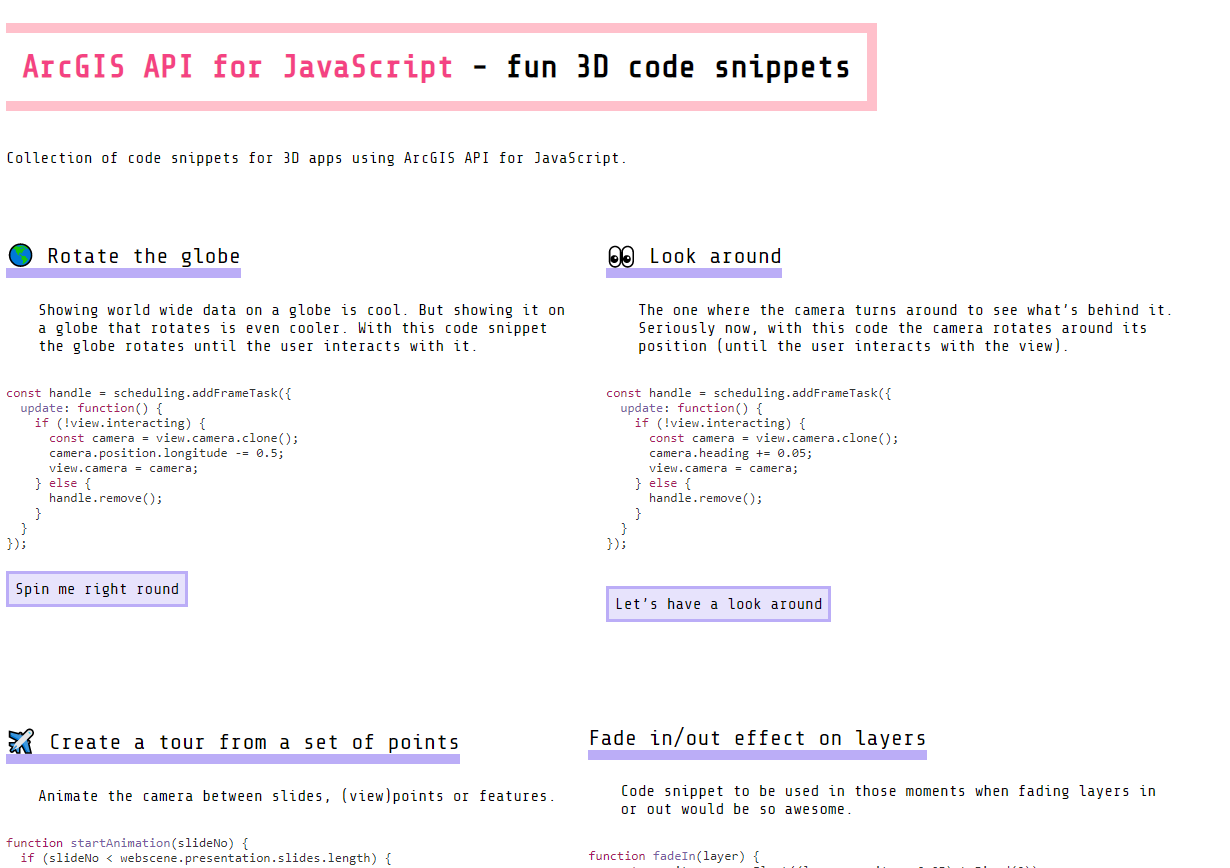 ArcGIS API for JavaScript - fun 3D code snippets
Collection of code snippets for 3D apps using ArcGIS API for JavaScript.
Rotate the globe
Showing world wide data on a globe is cool. But showing it on
a globe that rotates is even cooler. With this code snippet
the globe rotates until the user interacts with it.
const handle = scheduling.addFrameTask({
  update: function() {
    if (!view.interacting) {
      const camera = view.camera.clone();
      camera.position.longitude -= 0.5;
      view.camera = camera;
    } else {
      handle.remove();
    }
  }
});
Spin me right round
Look around
The one where the camera turns around to see what's behind it.
Seriously now, with this code the camera rotates around its
position (until the user interacts with the view).
const handle = scheduling.addFrameTask({
  update: function() {
    if (!view.interacting) {
      const camera = view.camera.clone();
      camera.heading += 0.05;
      view.camera = camera;
    } else {
      handle.remove();
    }
  }
});
Let's have a look around
Create a tour from a set of points
Animate the camera between slides, (view)points or features.
function startAnimation(slideNo) {
  if (slideNo < webscene.presentation.slides.length) {
Fade in/out effect on layers
Code snippet to be used in those moments when fading layers in
or out would be so awesome.
function fadeIn(layer) {